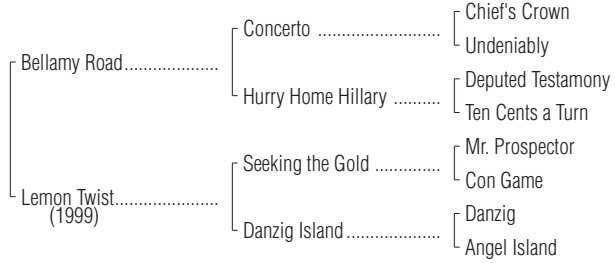 Chief's Crown
Concerto ..........................
Undeniably
Bellamy Road....................
Deputed Testamony
Hurry Home Hillary ..........
Ten Cents a Turn
Mr. Prospector
Seeking the Gold ..............
Con Game
Lemon Twist......................
(1999)
Danzig
Danzig Island....................
Angel Island